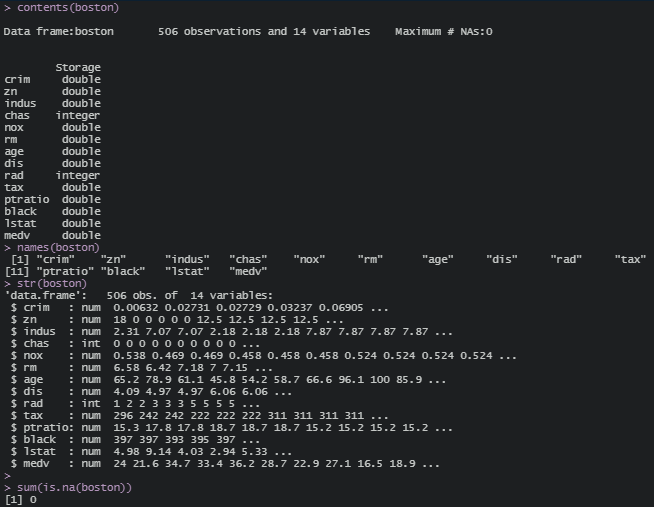 > contents(boston)
Data frame:boston       506 observations and 14 variables    Maximum # NAs:0
        Storage
crim     double
zn       double
indus    double
chas    integer
nox      double
rm       double
age      double
dis      double
rad     integer
tax      double
ptratio  double
black    double
lstat    double
medv     double
> names(boston)
 [1] "crim"    "zn"      "indus"   "chas"    "nox"     "rm"      "age"     "dis"     "rad"     "tax"
[11] "ptratio" "black"   "lstat"   "medv"
> str(boston)
'data.frame':   506 obs. of  14 variables:
 $ crim   : num  0.00632 0.02731 0.02729 0.03237 0.06905 ...
 $ zn     : num  18 0 0 0 0 0 12.5 12.5 12.5 12.5 ...
 $ indus  : num  2.31 7.07 7.07 2.18 2.18 2.18 7.87 7.87 7.87 7.87 ...
 $ chas   : int  0 0 0 0 0 0 0 0 0 0 ...
 $ nox    : num  0.538 0.469 0.469 0.458 0.458 0.458 0.524 0.524 0.524 0.524 ...
 $ rm     : num  6.58 6.42 7.18 7 7.15 ...
 $ age    : num  65.2 78.9 61.1 45.8 54.2 58.7 66.6 96.1 100 85.9 ...
 $ dis    : num  4.09 4.97 4.97 6.06 6.06 ...
 $ rad    : int  1 2 2 3 3 3 5 5 5 5 ...
 $ tax    : num  296 242 242 222 222 222 311 311 311 311 ...
 $ ptratio: num  15.3 17.8 17.8 18.7 18.7 18.7 15.2 15.2 15.2 15.2 ...
 $ black  : num  397 397 393 395 397 ...
 $ lstat  : num  4.98 9.14 4.03 2.94 5.33 ...
 $ medv   : num  24 21.6 34.7 33.4 36.2 28.7 22.9 27.1 16.5 18.9 ...
>
> sum(is.na(boston))
[1] 0